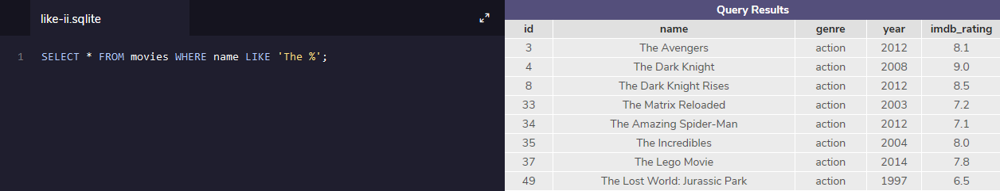 like-ii.sqlite
1 SELECT * FROM movies WHERE name LIKE 'The %';
Query Results
id name genre year imdb_rating
3 The Avengers action 2012 8.1
4 The Dark Knight action 2008 9.0
8 The Dark Knight Rises action 2012 8.5
33 The Matrix Reloaded action 2003 7.2
34 The Amazing Spider-Man action 2012 7.1
35 The Incredibles action 2004 8.0
37 The Lego Movie action 2014 7.8
49 The Lost World: Jurassic Park action 1997 6.5